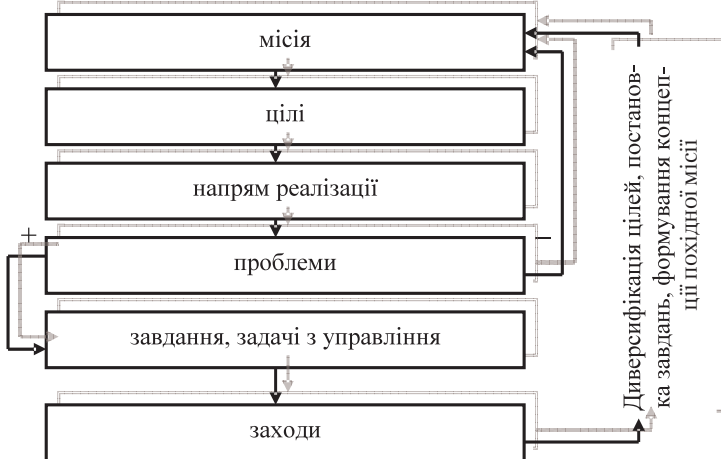 місія
цілі
напрям реалізації
+
–
проблеми
завдання, задачі з управління
заходи
Диверсифікація цілей, постанов-
ка завдань, формування концеп-
ції похідної місії